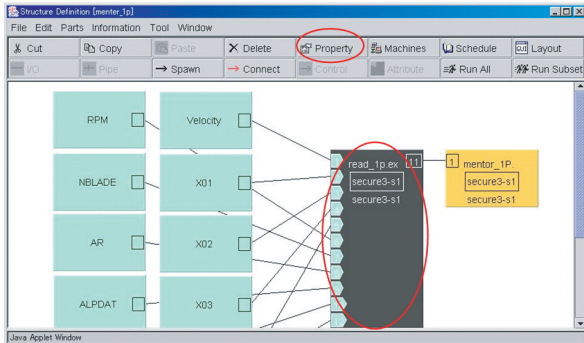 Structure Definition [menter_1p]
File Edit Parts Information Tool Window
Cut Copy Paste Delete Property Machines Schedule Layout
I/O Pipe Spawn Connect Control Attribute Run All Run Subset
RPM Velocity
read_1p.ex 11 1 mentor_1P.
secure3-s1 secure3-s1
secure3-s1 secure3-s1
NBLADE X01
AR X02
ALPDAT X03
Java Applet Window